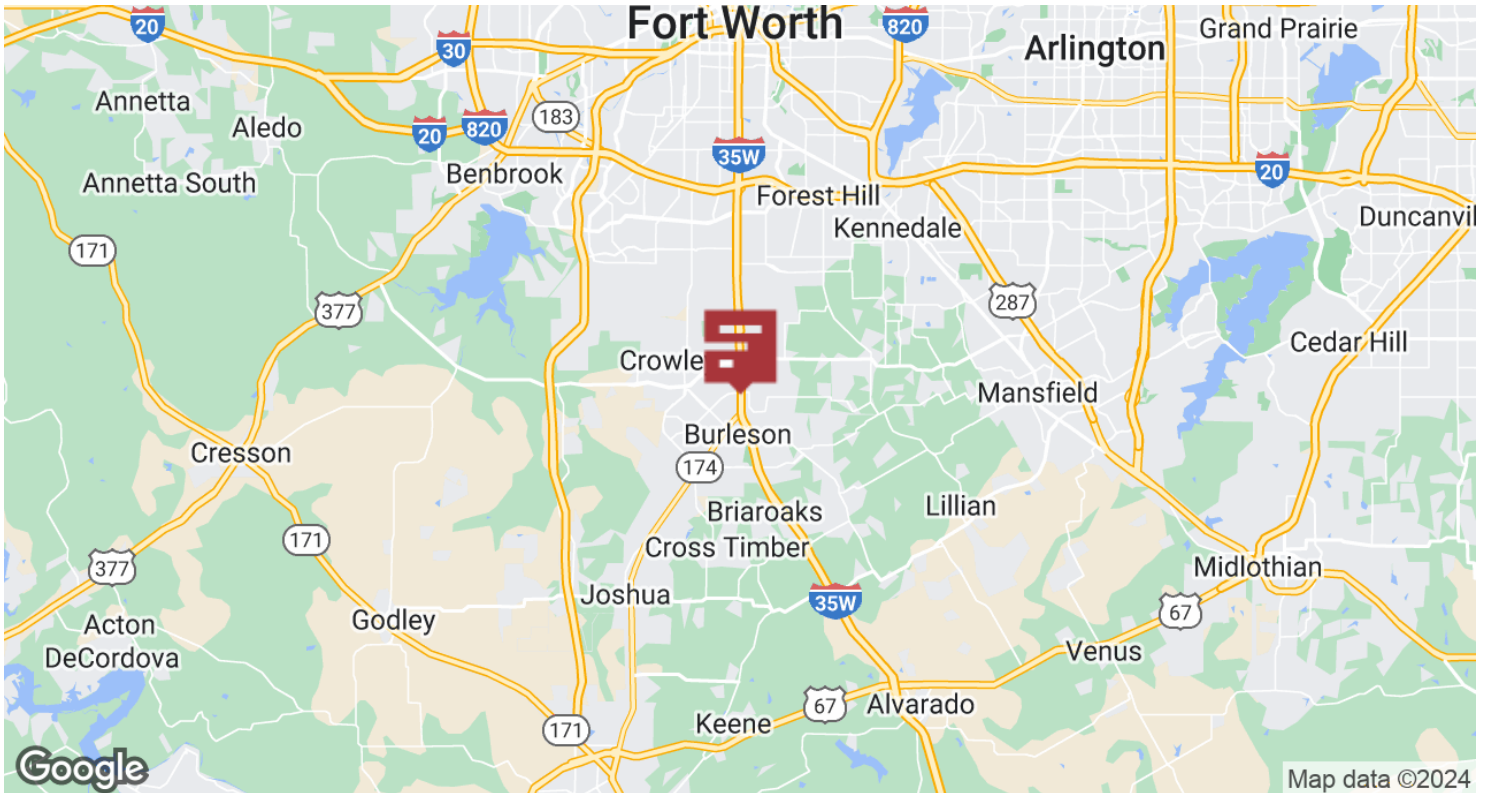 20
Fort Worth
820
Grand Prairie
30
Arlington
Annetta
183
Aledo
20
820
35W
Benbrook
20
Annetta South
Forest Hill
Kennedale
Duncanvil
171
377
287
Cedar Hill
Crowle
Mansfield
Burleson
Cresson
174
Lillian
Briaroaks
171
Cross Timber
377
Midlothian
Joshua
35W
67
Godley
Acton
DeCordova
Venus
67
Alvarado
Keene
171
Google
Map data ©2024